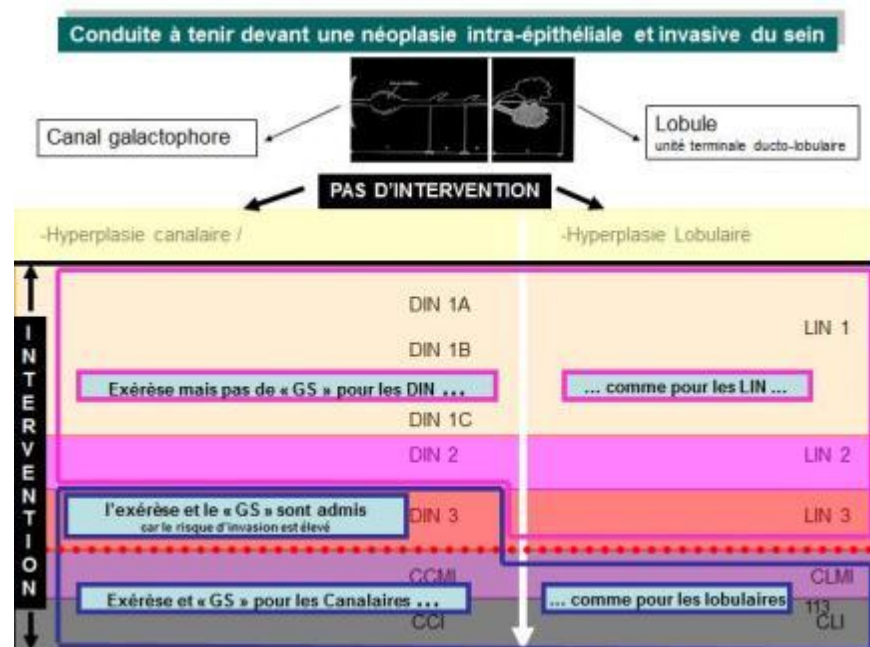 Conduite à tenir devant une néoplasie intra-épithéliale et invasive du sein
Canal galactophore
Lobule
unité terminale ducto-lobulaire
PAS D'INTERVENTION
-Hyperplasie canalaire /
-Hyperplasie Lobulaire
INTERVENTION
DIN 1A
LIN 1
DIN 1B
Exérèse mais pas de « GS » pour les DIN ...
... comme pour les LIN ...
DIN 1C
DIN 2
LIN 2
l'exérèse et le « GS » sont admis
car le risque d'invasion est élevé
DIN 3
LIN 3
CCMI
CLMI
Exérèse et « GS » pour les Canalaires ...
... comme pour les lobulaires
113
CCI
CLI